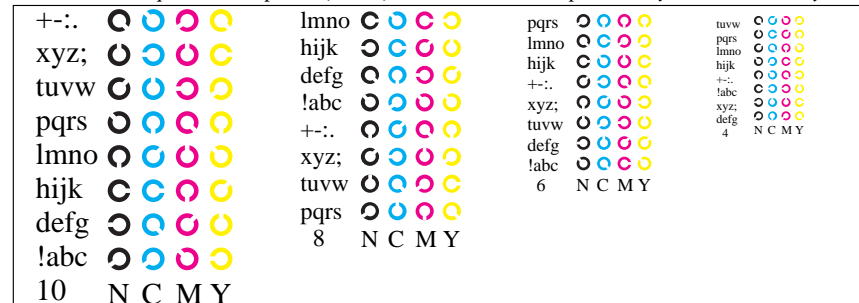 +-:.
xyz;
tuvw
pqrs
lmno
hijk
defg
!abc
10 N C M Y
lmno
hijk
defg
!abc
+-:.
xyz;
tuvw
pqrs
8 N C M Y
pqrs
lmno
hijk
+-:.
xyz;
tuvw
defg
!abc
6 N C M Y
tuvw
pqrs
lmno
hijk
+-:.
!abc
xyz;
defg
4 N C M Y